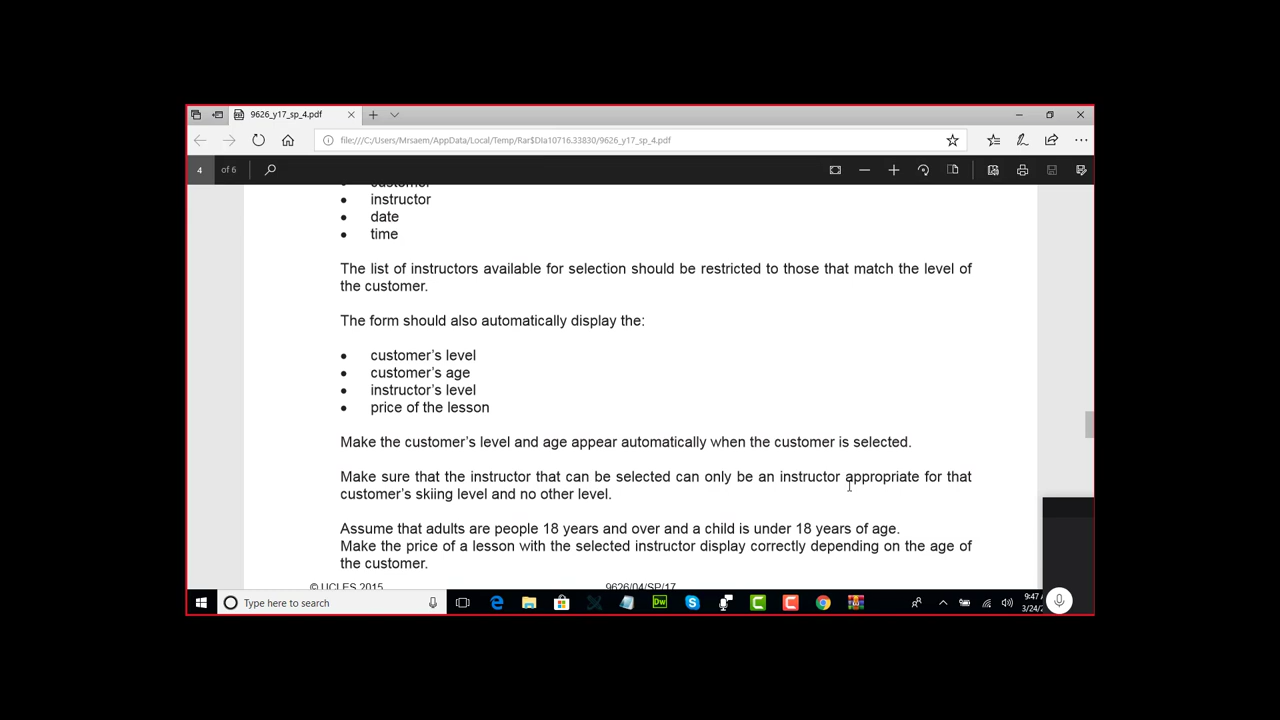 9626_y17_sp_4.pdf
file:///C:/Users/Mrsaem/AppData/Local/Temp/Rar$DIa10716.33830/9626_y17_sp_4.pdf
4 of 6
• customer
• instructor
• date
• time
The list of instructors available for selection should be restricted to those that match the level of
the customer.
The form should also automatically display the:
• customer's level
• customer's age
• instructor's level
• price of the lesson
Make the customer's level and age appear automatically when the customer is selected.
Make sure that the instructor that can be selected can only be an instructor appropriate for that
customer's skiing level and no other level.
Assume that adults are people 18 years and over and a child is under 18 years of age.
Make the price of a lesson with the selected instructor display correctly depending on the age of
the customer.
© UCLES 2015 9626/04/SP/17
Type here to search
Dw
9:47
3/24/